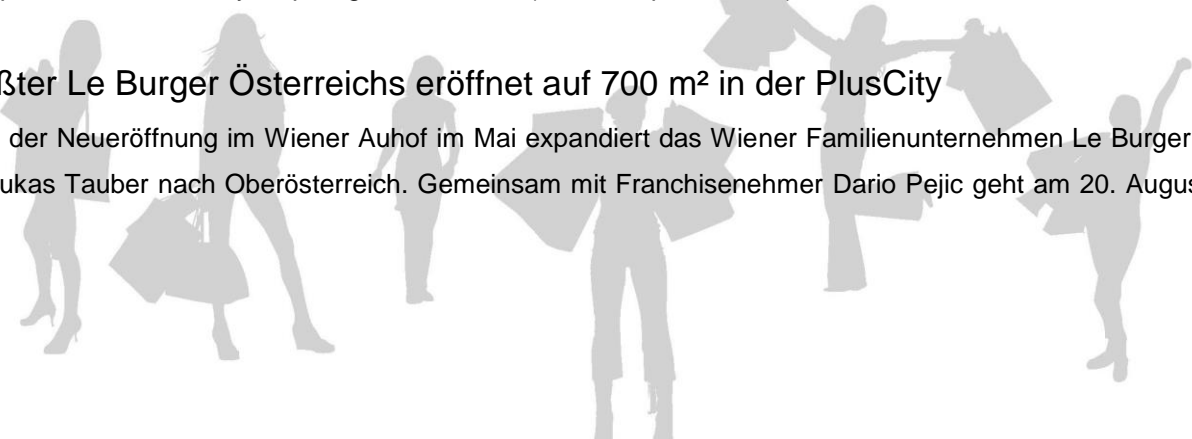 ßter Le Burger Österreichs eröffnet auf 700 m² in der PlusCity
der Neueröffnung im Wiener Auhof im Mai expandiert das Wiener Familienunternehmen Le Burger
ukas Tauber nach Oberösterreich. Gemeinsam mit Franchisenehmer Dario Pejic geht am 20. Augus